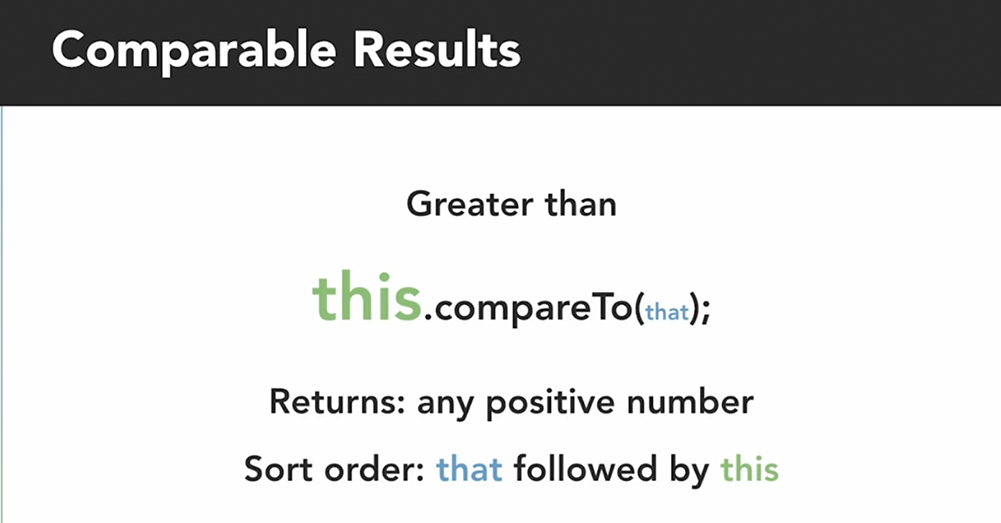 Comparable Results
Greater than
this.compareTo(that);
Returns: any positive number
Sort order: that followed by this